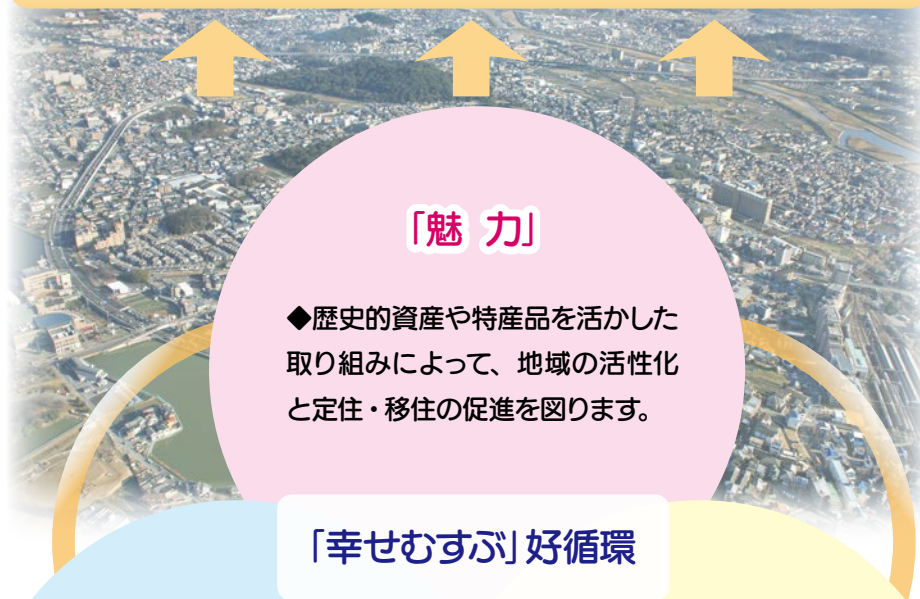 「魅 力」
◆歴史的資産や特産品を活かした
取り組みによって、地域の活性化
と定住・移住の促進を図ります。
「幸せむすぶ」好循環